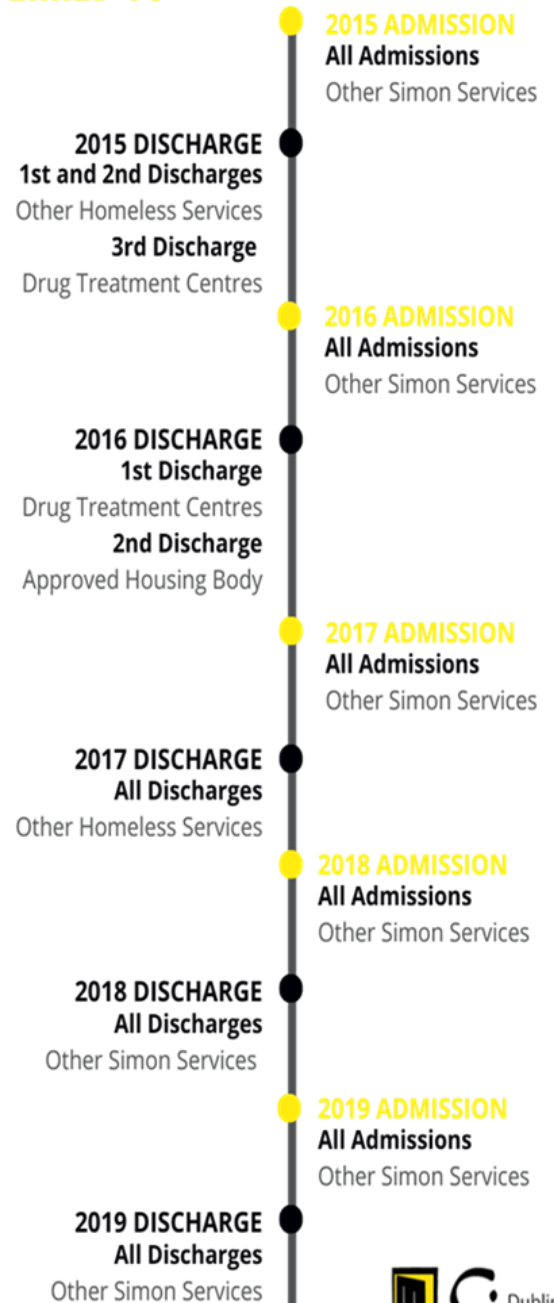 2015 ADMISSION
All Admissions
Other Simon Services
2015 DISCHARGE
1st and 2nd Discharges
Other Homeless Services
3rd Discharge
Drug Treatment Centres
2016 ADMISSION
All Admissions
Other Simon Services
2016 DISCHARGE
1st Discharge
Drug Treatment Centres
2nd Discharge
Approved Housing Body
2017 ADMISSION
All Admissions
Other Simon Services
2017 DISCHARGE
All Discharges
Other Homeless Services
2018 ADMISSION
All Admissions
Other Simon Services
2018 DISCHARGE
All Discharges
Other Simon Services
2019 ADMISSION
All Admissions
Other Simon Services
2019 DISCHARGE
All Discharges
Other Simon Services